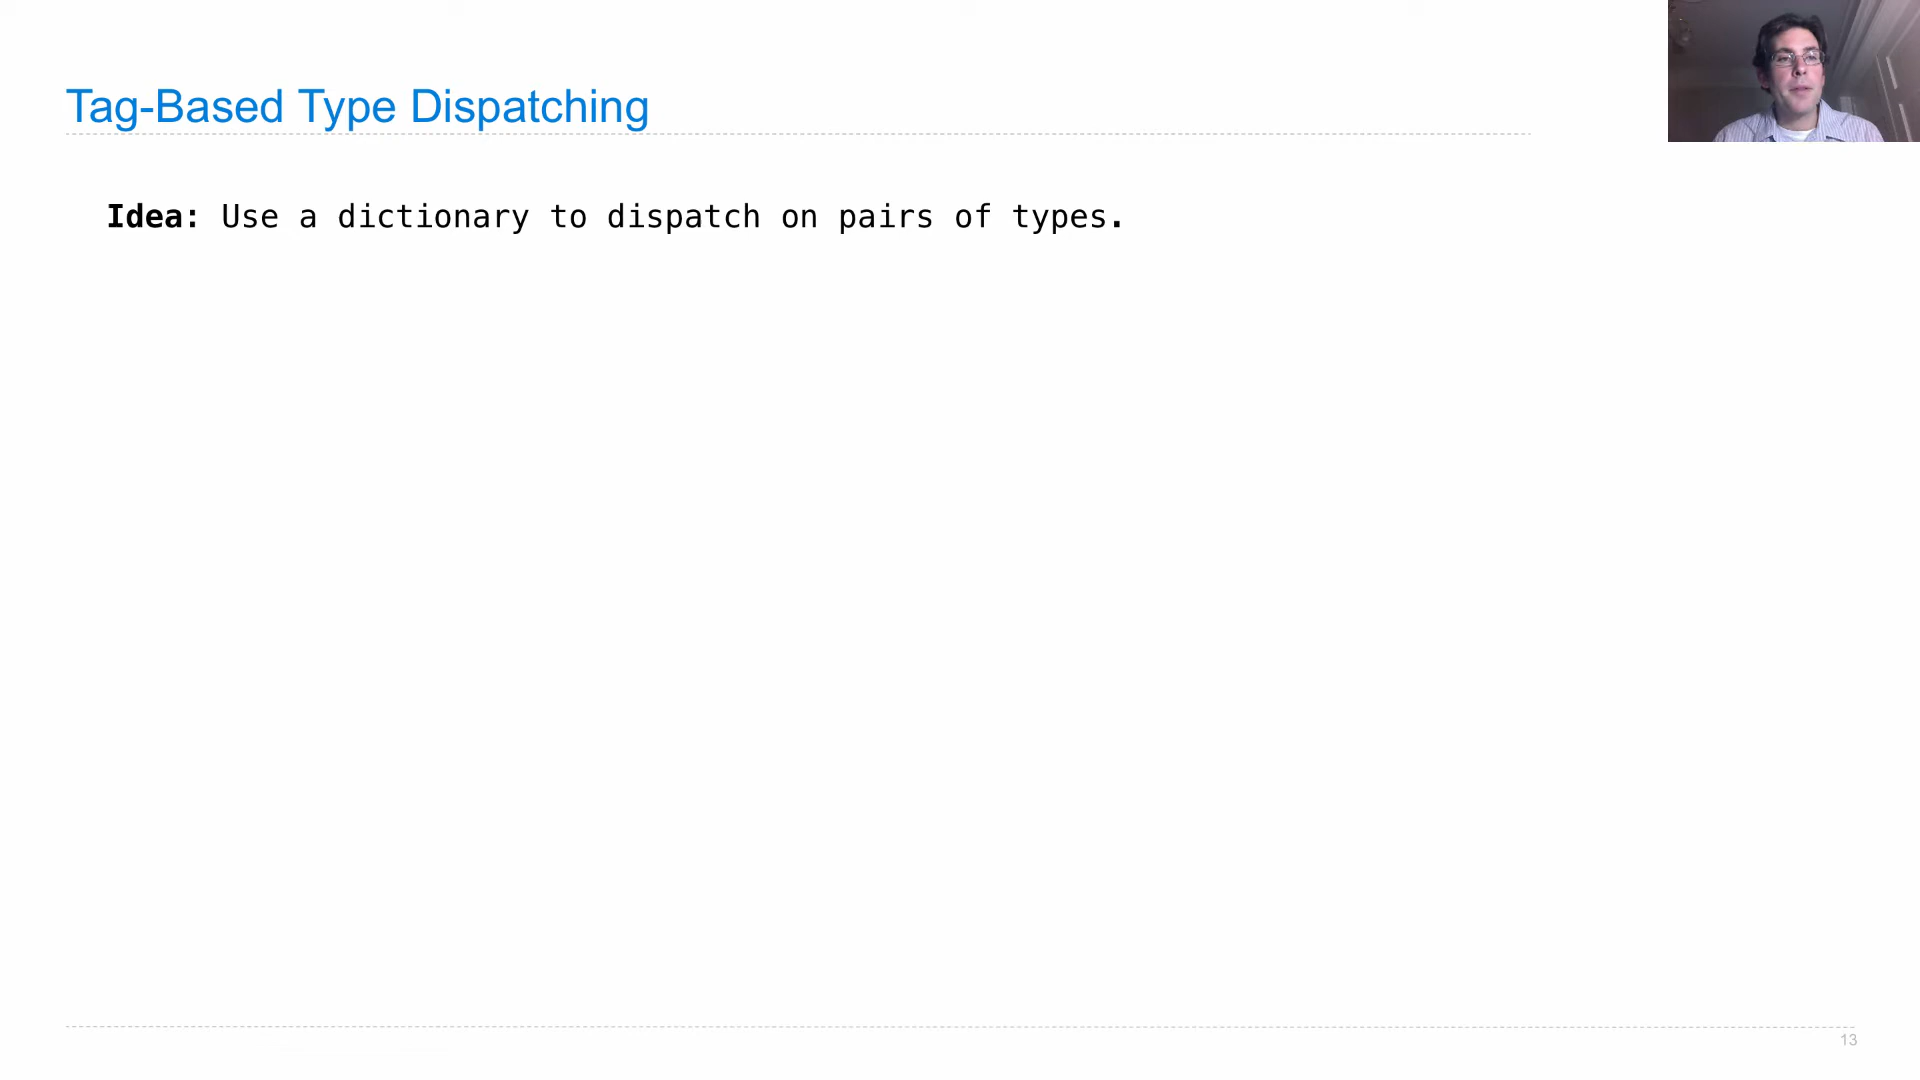 Tag-Based Type Dispatching
Idea: Use a dictionary to dispatch on pairs of types.
13